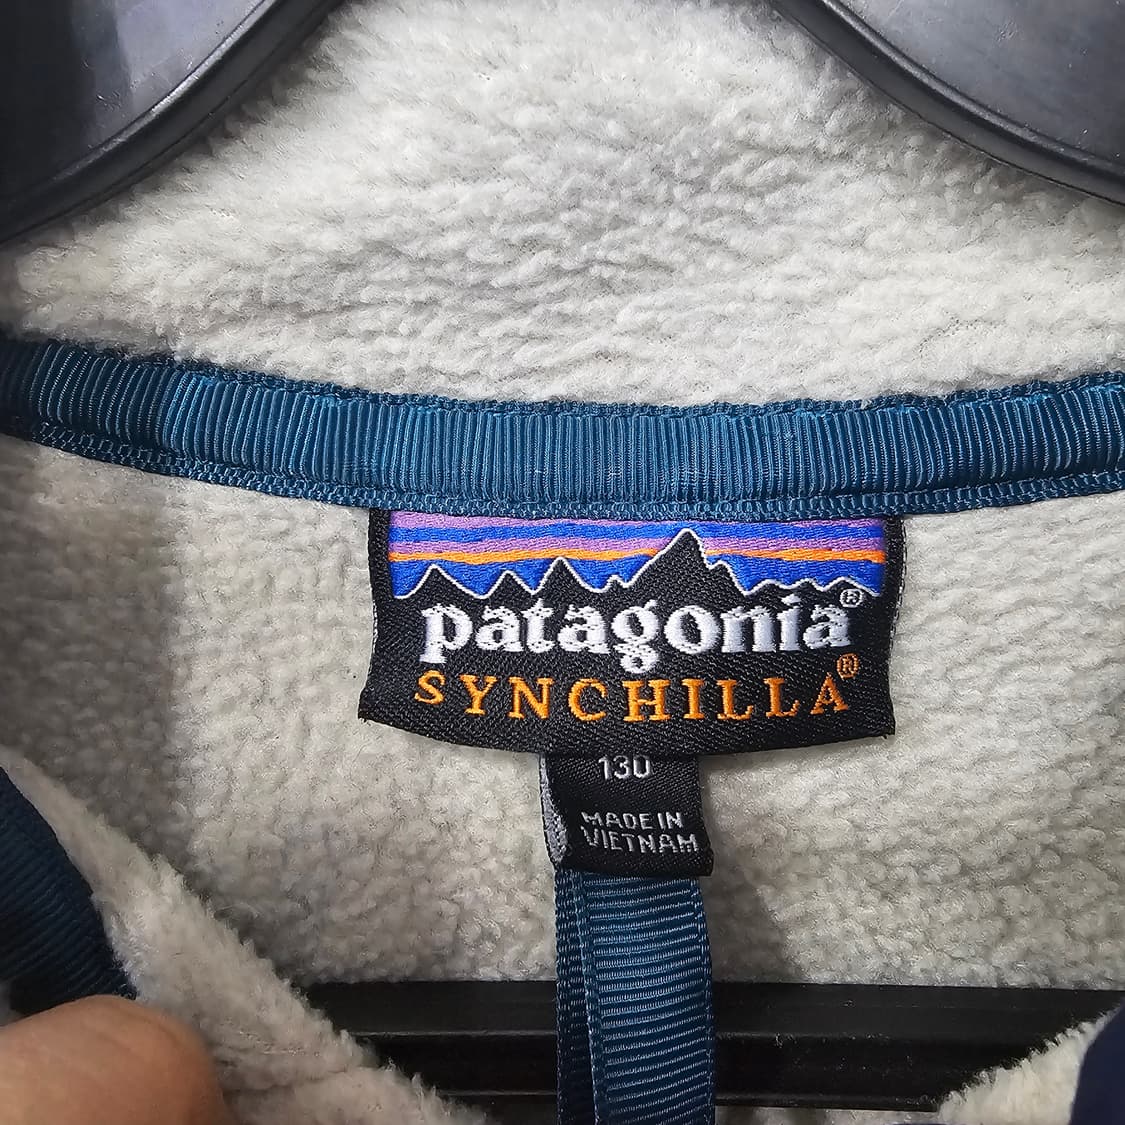 patagonia®
SYNCHILLA®
130
MADE IN
VIETNAM